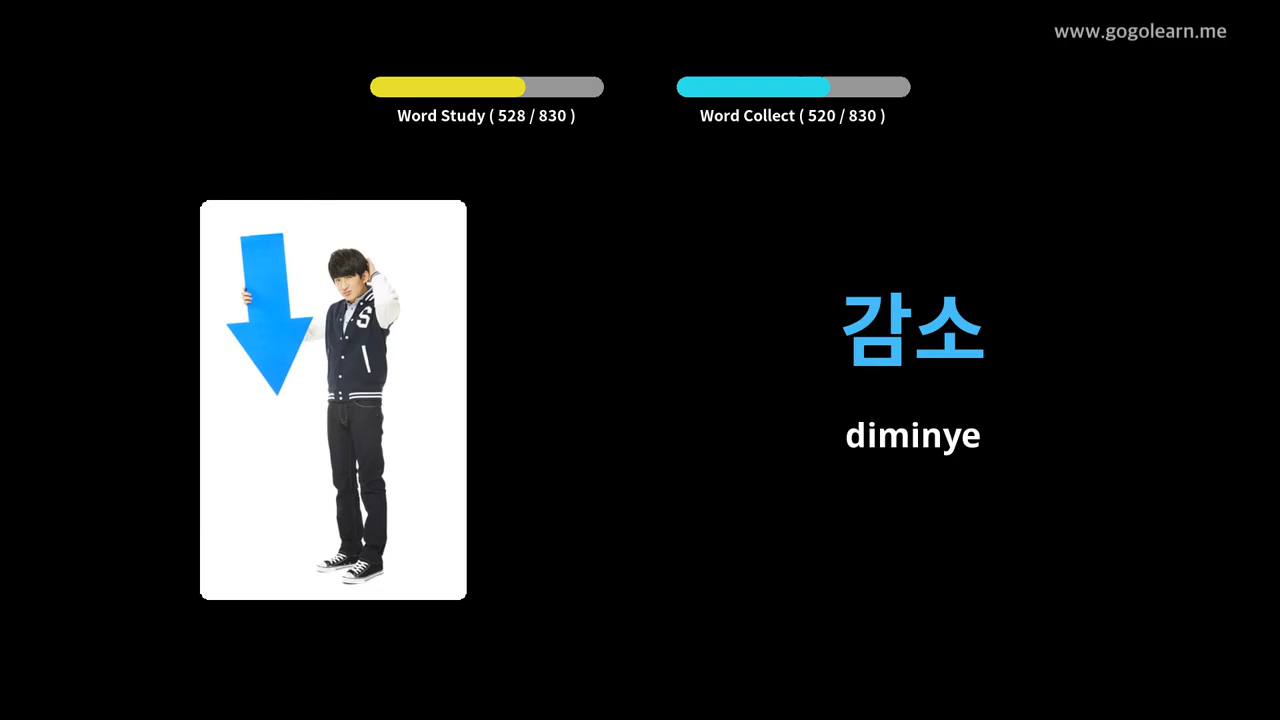 www.gogolearn.me
Word Study ( 528 / 830 )
Word Collect ( 520 / 830 )
S
감소
diminye